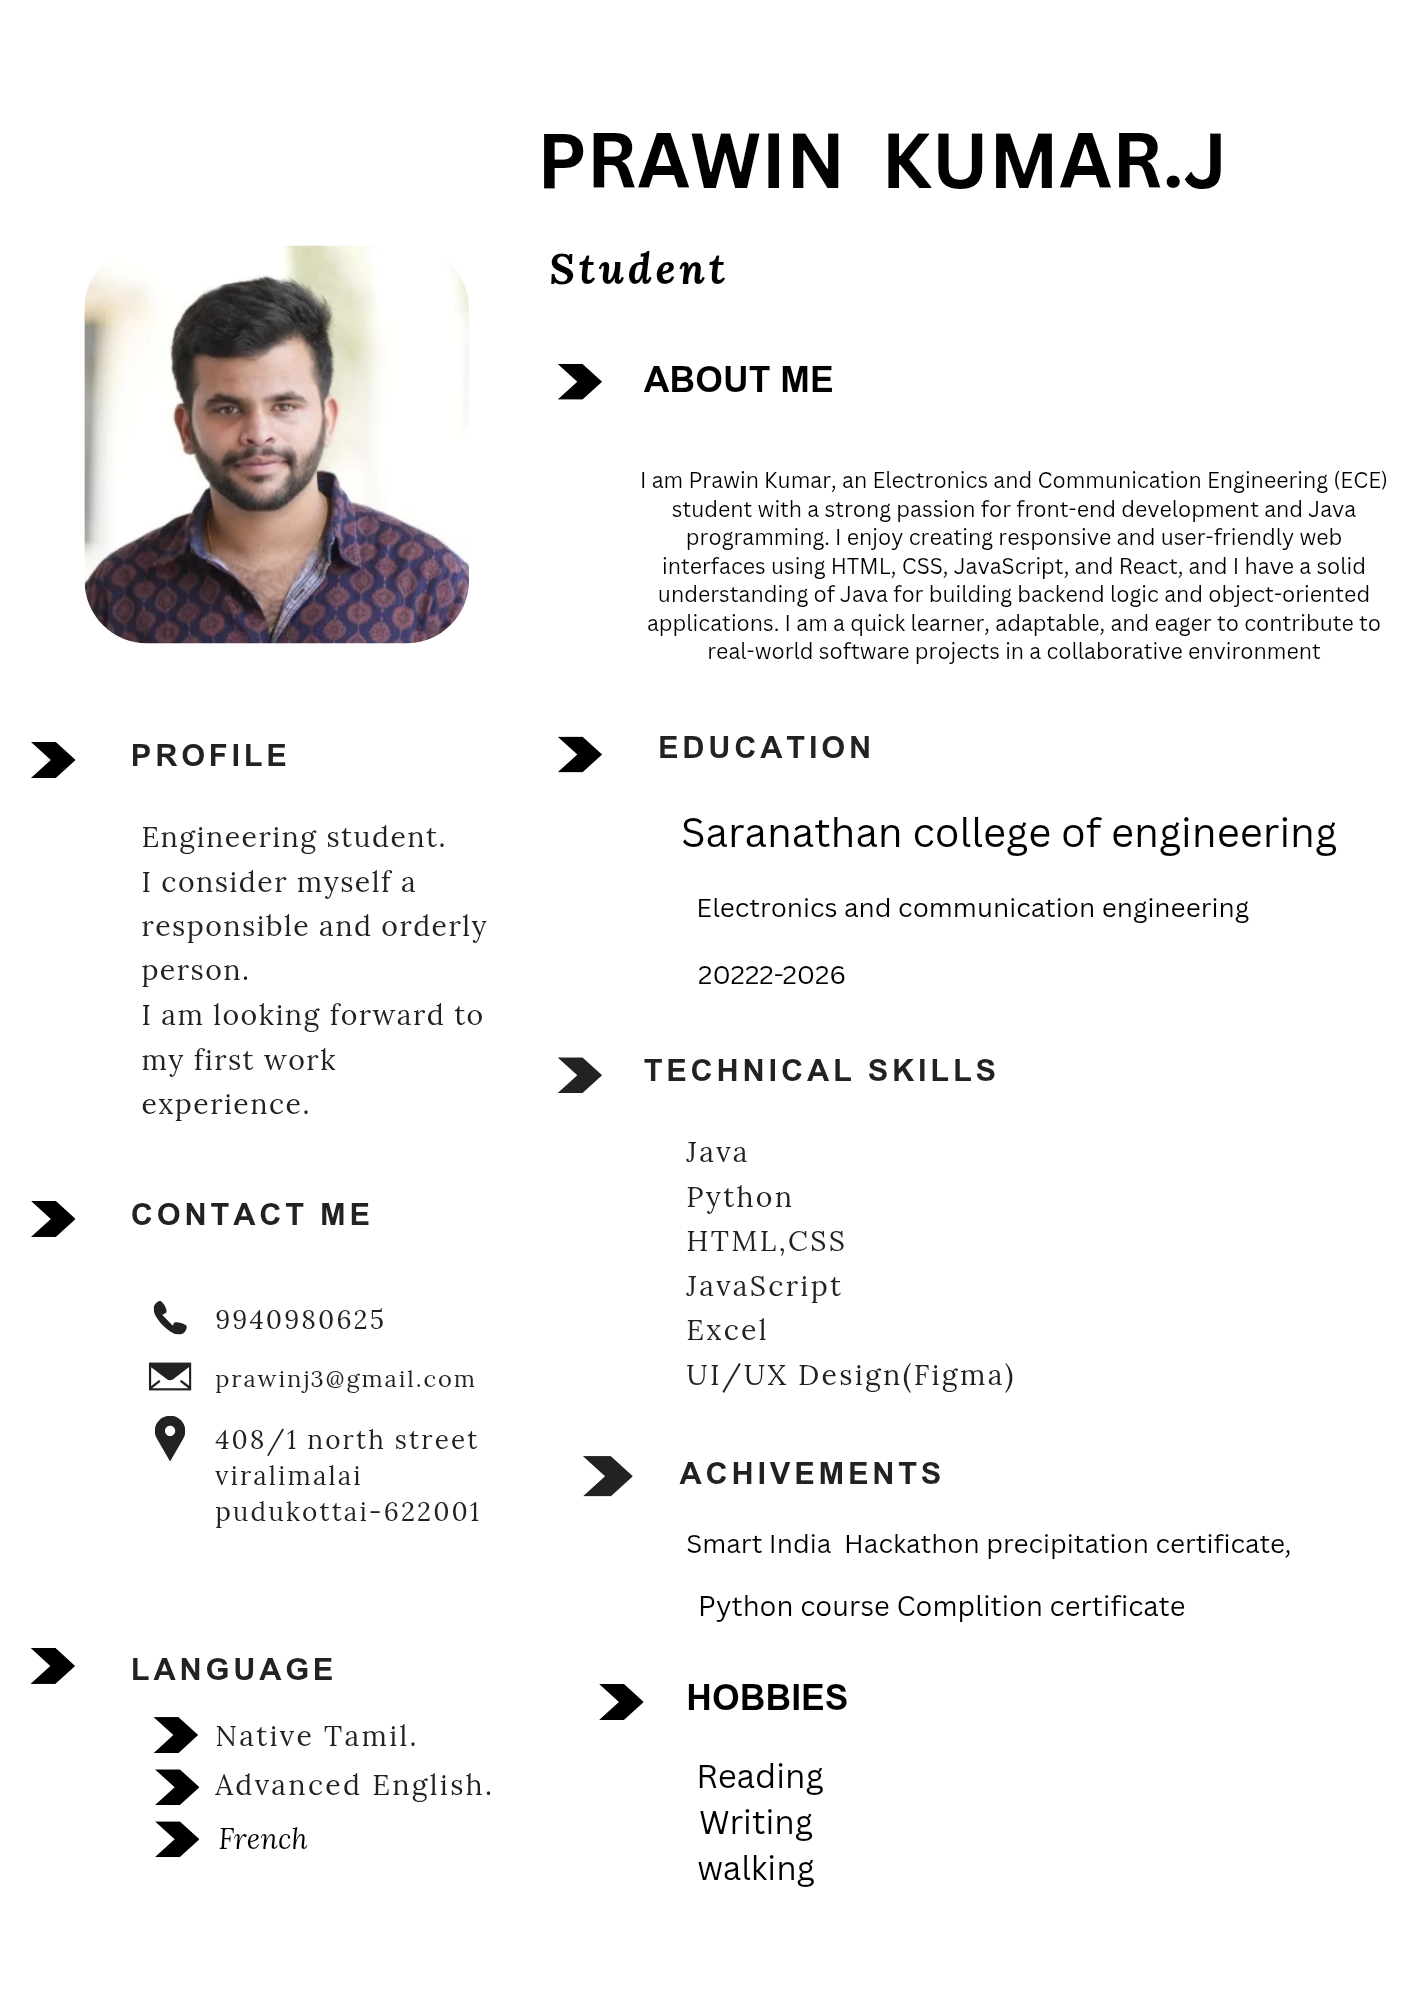 PRAWIN KUMAR.J
Student
ABOUT ME
I am Prawin Kumar, an Electronics and Communication Engineering (ECE)
student with a strong passion for front-end development and Java
programming. I enjoy creating responsive and user-friendly web
interfaces using HTML, CSS, JavaScript, and React, and I have a solid
understanding of Java for building backend logic and object-oriented
applications. I am a quick learner, adaptable, and eager to contribute to
real-world software projects in a collaborative environment
PROFILE
Engineering student.
I consider myself a
responsible and orderly
person.
I am looking forward to
my first work
experience.
CONTACT ME
9940980625
prawinj3@gmail.com
408/1 north street
viralimalai
pudukottai-622001
LANGUAGE
Native Tamil.
Advanced English.
French
EDUCATION
Saranathan college of engineering
Electronics and communication engineering
20222-2026
TECHNICAL SKILLS
Java
Python
HTML,CSS
JavaScript
Excel
UI/UX Design(Figma)
ACHIVEMENTS
Smart India  Hackathon precipitation certificate,
Python course Complition certificate
HOBBIES
Reading
Writing
walking